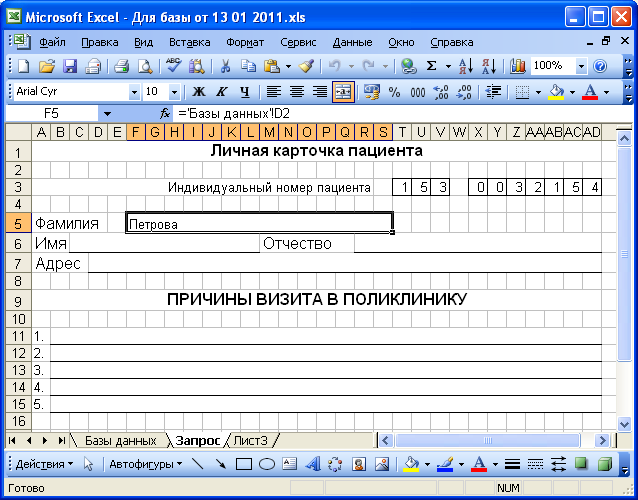 Microsoft Excel - Для базы от 13 01 2011.xls
Файл Правка Вид Вставка Формат Сервис Данные Окно Справка
100%
Arial Cyr 10 Ж К Ч
F5 ='Базы данных'!D2
A B C D E F G H I J K L M N O P Q R S T U V W X Y Z AA AB AC AD
1 Личная карточка пациента
2
3 Индивидуальный номер пациента 1 5 3 0 0 3 2 1 5 4
4
5 Фамилия Петрова
6 Имя Отчество
7 Адрес
8
9 ПРИЧИНЫ ВИЗИТА В ПОЛИКЛИНИКУ
10
11 1.
12 2.
13 3.
14 4.
15 5.
16
Базы данных Запрос Лист3
Действия Автофигуры
Готово NUM